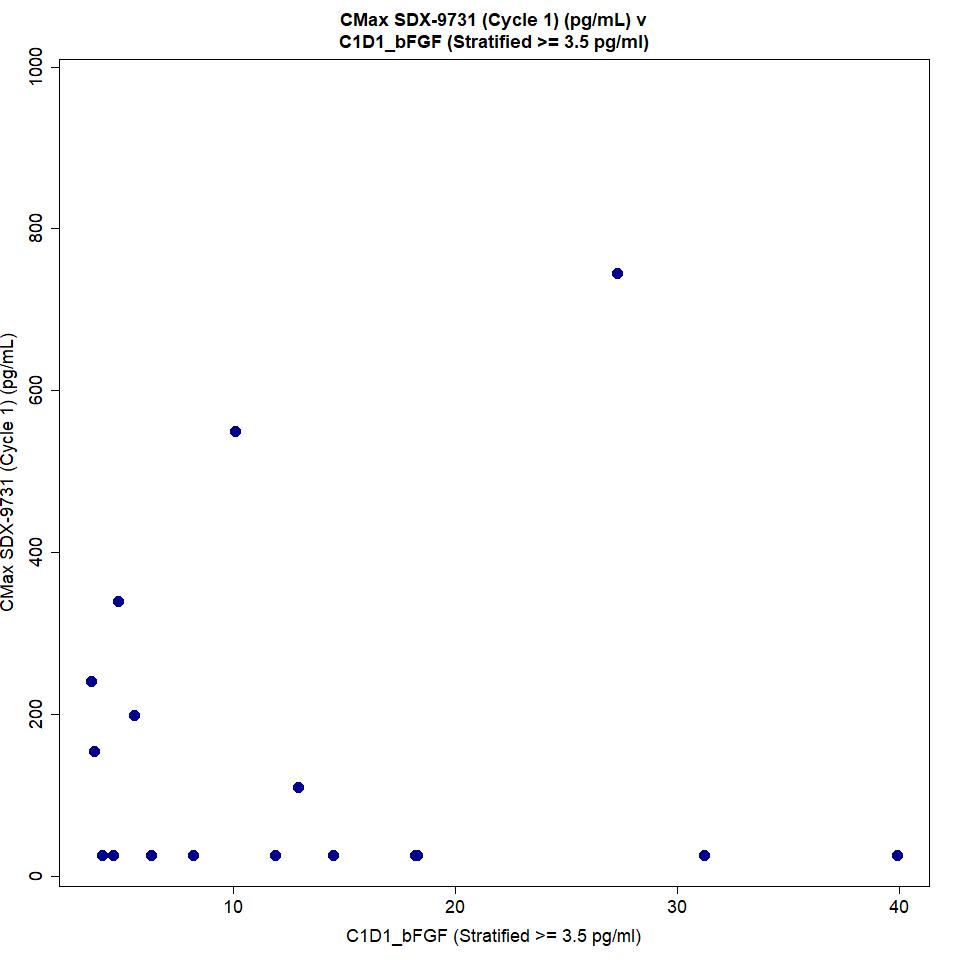 CMax SDX-9731 (Cycle 1) (pg/mL) v
C1D1_bFGF (Stratified >= 3.5 pg/ml)
1000
800
600
400
200
0
CMax SDX-9731 (Cycle 1) (pg/mL)
10 20 30 40
C1D1_bFGF (Stratified >= 3.5 pg/ml)